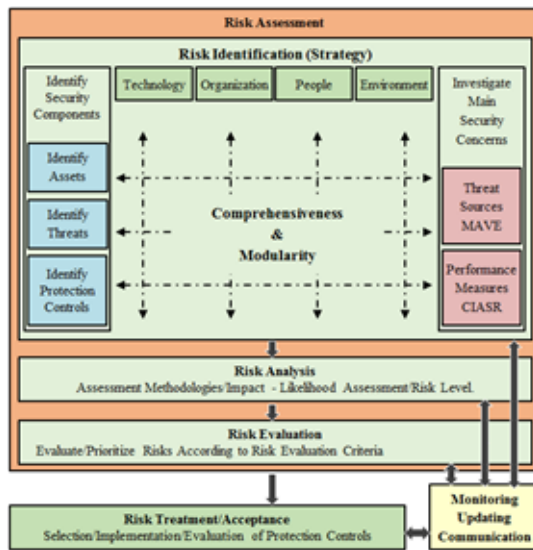 Risk Assessment
Risk Identification (Strategy)
Identify
Security
Components
Technology
Organization
People
Environment
Investigate
Main
Security
Concerns
Identify
Assets
Identify
Threats
Identify
Protection
Controls
Comprehensiveness
&
Modularity
Threat
Sources
MAVE
Performance
Measures
CIASR
Risk Analysis
Assessment Methodologies/Impact - Likelihood Assessment/Risk Level.
Risk Evaluation
Evaluate/Prioritize Risks According to Risk Evaluation Criteria
Risk Treatment/Acceptance
Selection/Implementation/Evaluation of Protection Controls
Monitoring
Updating
Communication